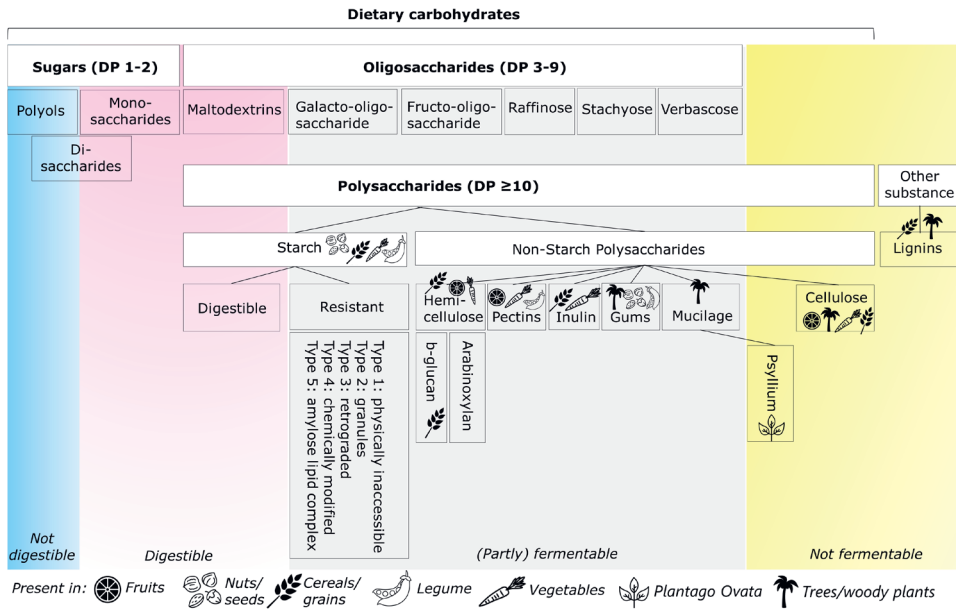 Dietary carbohydrates
Sugars (DP 1-2)
Oligosaccharides (DP 3-9)
Polyols
Mono-
saccharides
Maltodextrins
Galacto-oligo-
saccharide
Fructo-oligo-
saccharide
Raffinose
Stachyose
Verbascose
Di-
saccharides
Polysaccharides (DP ≥10)
Other
substance
Starch
Non-Starch Polysaccharides
Lignins
Digestible
Resistant
Hemi-
cellulose
Pectins
Inulin
Gums
Mucilage
Cellulose
Type 1: physically inaccessible
Type 2: granules
Type 3: retrograded
Type 4: chemically modified
Type 5: amylose lipid complex
b-glucan
Arabinoxylan
Psyllium
Not
digestible
Digestible
(Partly) fermentable
Not fermentable
Present in:
Fruits
Nuts/
seeds
Cereals/
grains
Legume
Vegetables
Plantago Ovata
Trees/woody plants